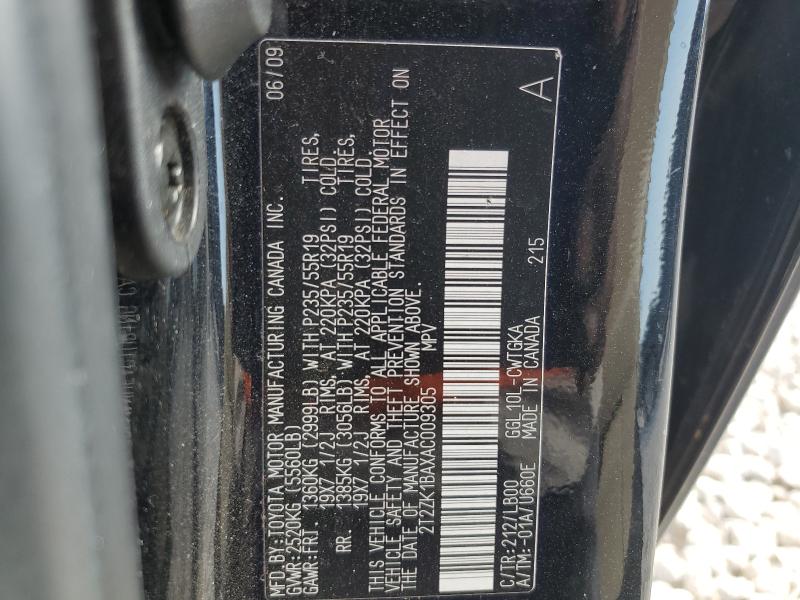 MFD.BY:TOYOTA MOTOR MANUFACTURING CANADA INC. 06/09
GVWR:2520KG (5560LB)
GAWR:FRT. 1360KG (2999LB) WITH P235/55R19 TIRES,
19X7 1/2J RIMS, AT 220KPA (32PSI) COLD.
RR. 1385KG (3056LB) WITH P235/55R19 TIRES,
19X7 1/2J RIMS, AT 220KPA (32PSI) COLD.
THIS VEHICLE CONFORMS TO ALL APPLICABLE FEDERAL MOTOR
VEHICLE SAFETY AND THEFT PREVENTION STANDARDS IN EFFECT ON
THE DATE OF MANUFACTURE SHOWN ABOVE.
2T2ZK1BAXAC009305 MPV
C/TR:212/LB00 GGL10L-CWTGKA 215
A/TM:-01A/U660E MADE IN CANADA A